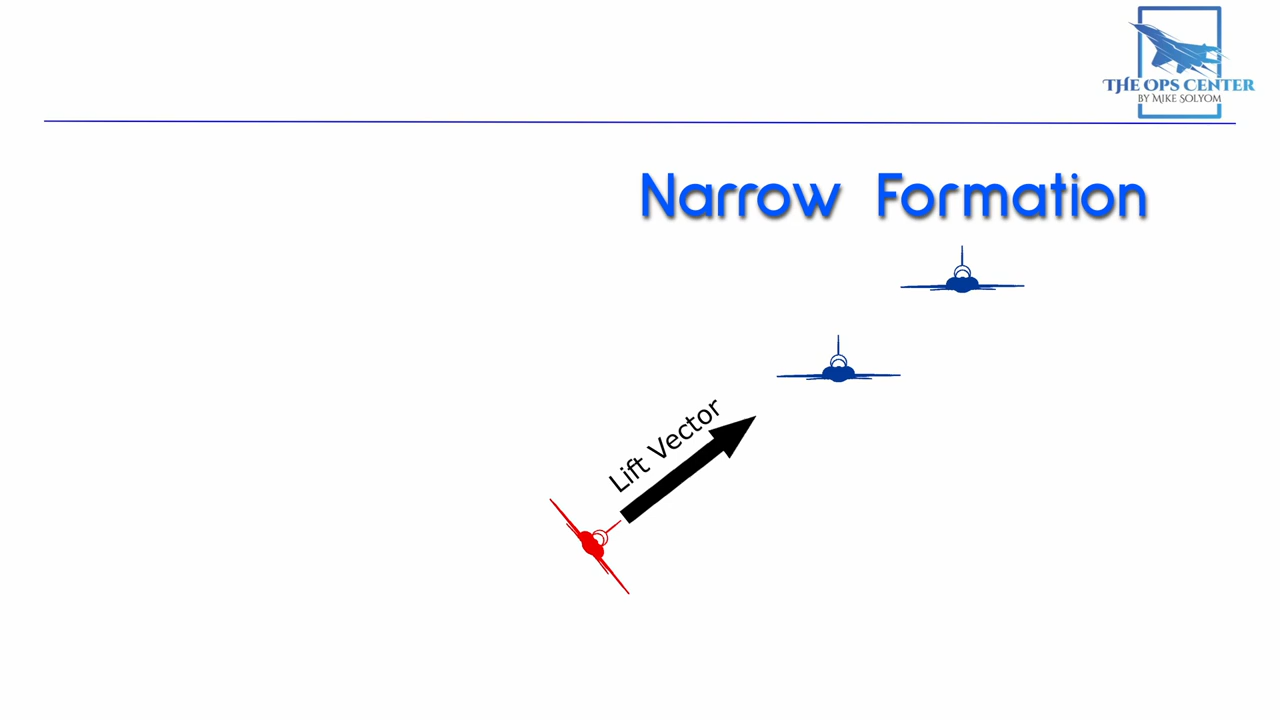 THE OPS CENTER
BY MIKE SOLYOM
Narrow Formation
Lift Vector